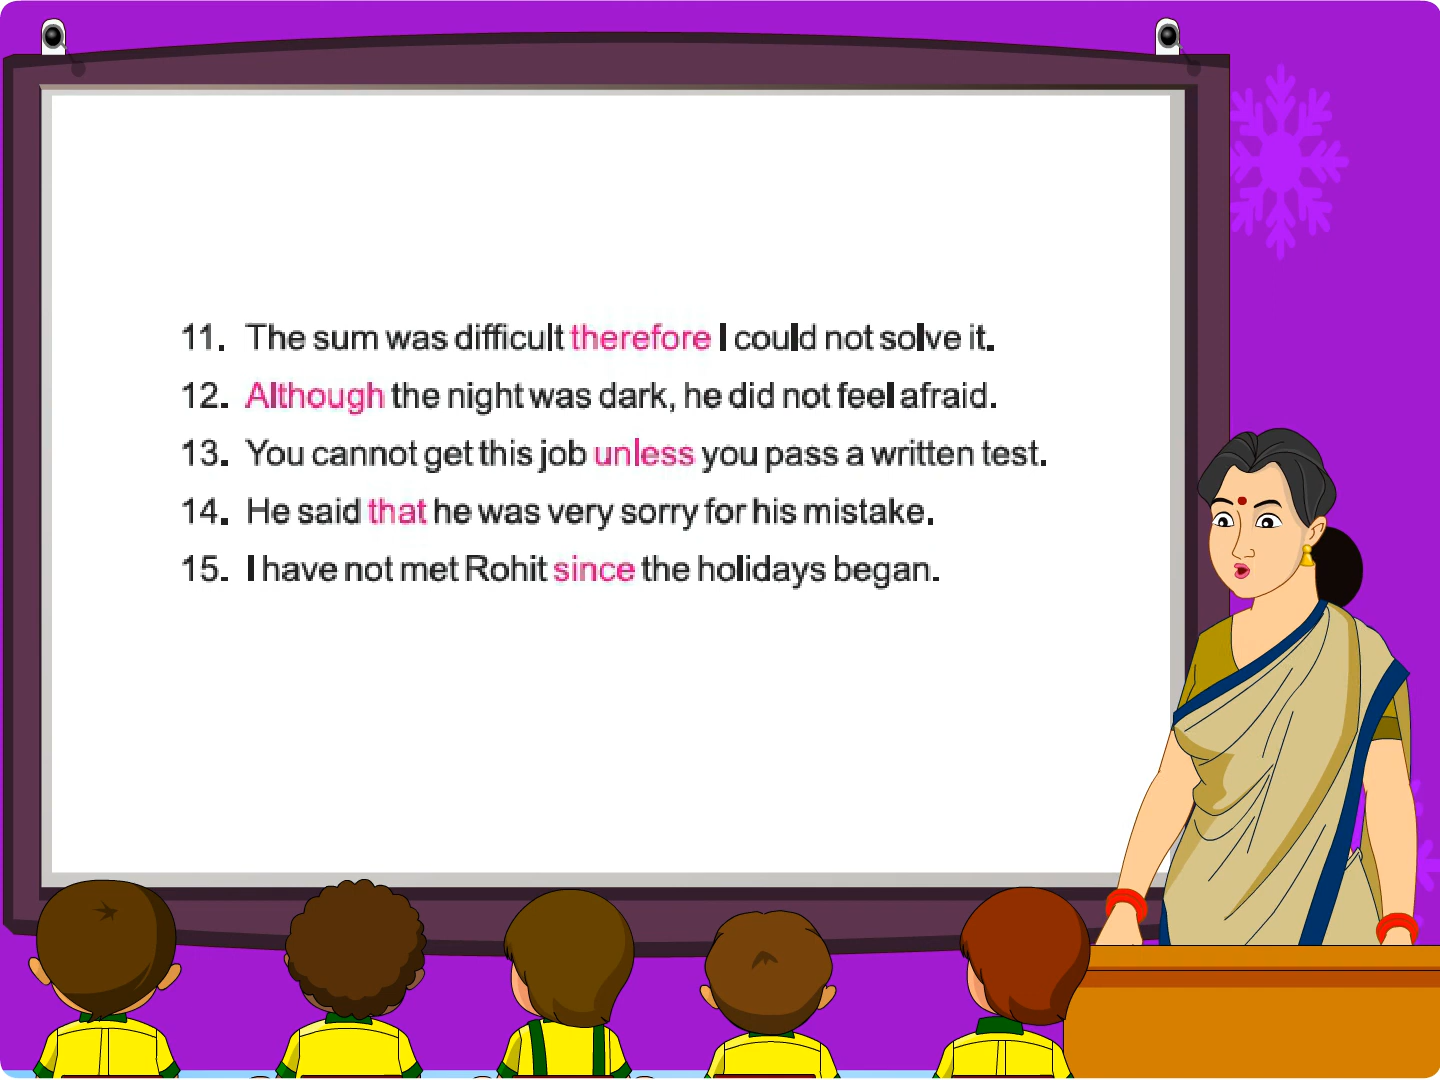 11. The sum was difficult therefore I could not solve it.
12. Although the night was dark, he did not feel afraid.
13. You cannot get this job unless you pass a written test.
14. He said that he was very sorry for his mistake.
15. I have not met Rohit since the holidays began.